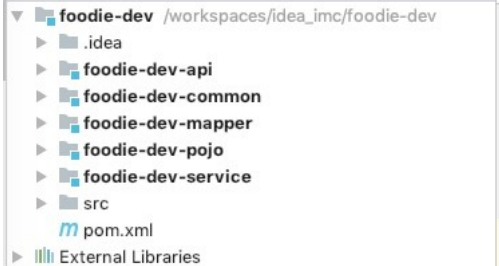 foodie-dev /workspaces/idea_imc/foodie-dev
.idea
foodie-dev-api
foodie-dev-common
foodie-dev-mapper
foodie-dev-pojo
foodie-dev-service
src
m pom.xml
External Libraries